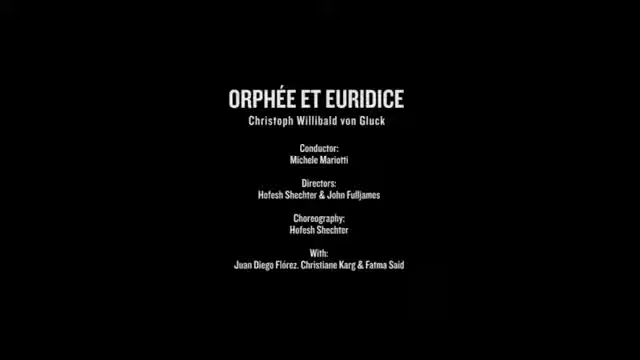 ORPHÉE ET EURIDICE
Christoph Willibald von Gluck
Conductor:
Michele Mariotti
Directors:
Hofesh Shechter & John Fulljames
Choreography:
Hofesh Shechter
With:
Juan Diego Flórez, Christiane Karg & Fatma Said